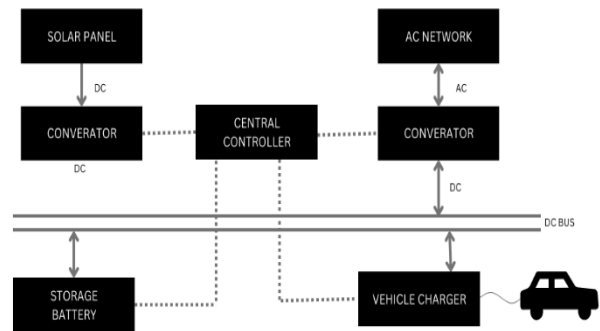 SOLAR PANEL
AC NETWORK
DC
AC
CONVERATOR
CENTRAL
CONTROLLER
CONVERATOR
DC
DC
DC BUS
STORAGE
BATTERY
VEHICLE CHARGER